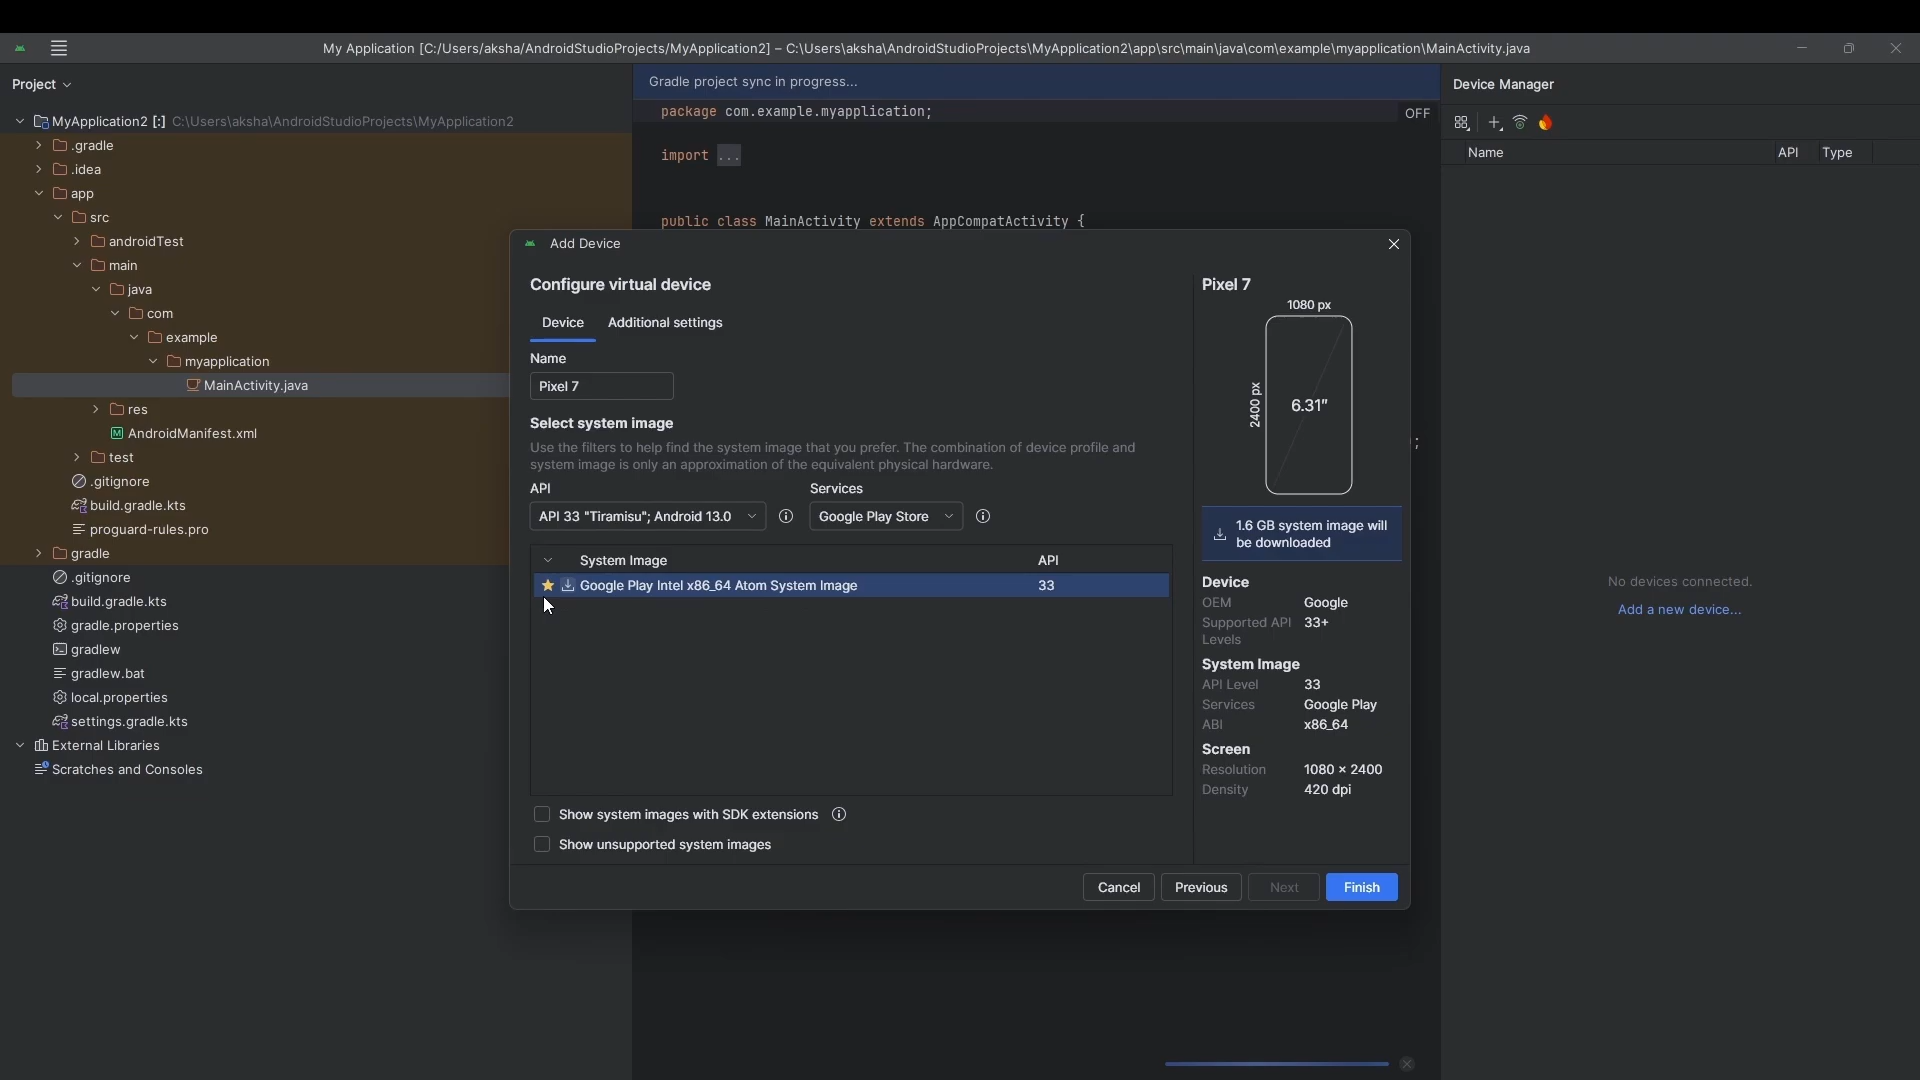 My Application [C:/Users/aksha/AndroidStudioProjects/MyApplication2] – C:\Users\aksha\AndroidStudioProjects\MyApplication2\app\src\main\java\com\example\myapplication\MainActivity.java
Project
MyApplication2 [:] C:\Users\aksha\AndroidStudioProjects\MyApplication2
.gradle
.idea
app
src
androidTest
main
java
com
example
myapplication
MainActivity.java
res
AndroidManifest.xml
test
.gitignore
build.gradle.kts
proguard-rules.pro
gradle
.gitignore
build.gradle.kts
gradle.properties
gradlew
gradlew.bat
local.properties
settings.gradle.kts
External Libraries
Scratches and Consoles
Gradle project sync in progress...
package com.example.myapplication;
OFF
import ...
public class MainActivity extends AppCompatActivity {
;
Add Device
Configure virtual device
Device Additional settings
Name
Pixel 7
Select system image
Use the filters to help find the system image that you prefer. The combination of device profile and
system image is only an approximation of the equivalent physical hardware.
API Services
API 33 "Tiramisu"; Android 13.0 Google Play Store
System Image API
Google Play Intel x86_64 Atom System Image 33
Show system images with SDK extensions
Show unsupported system images
Pixel 7
1080 px
2400 px
6.31″
1.6 GB system image will
be downloaded
Device
OEM Google
Supported API 33+
Levels
System Image
API Level 33
Services Google Play
ABI x86_64
Screen
Resolution 1080 × 2400
Density 420 dpi
Cancel Previous Next Finish
Device Manager
Name API Type
No devices connected.
Add a new device...